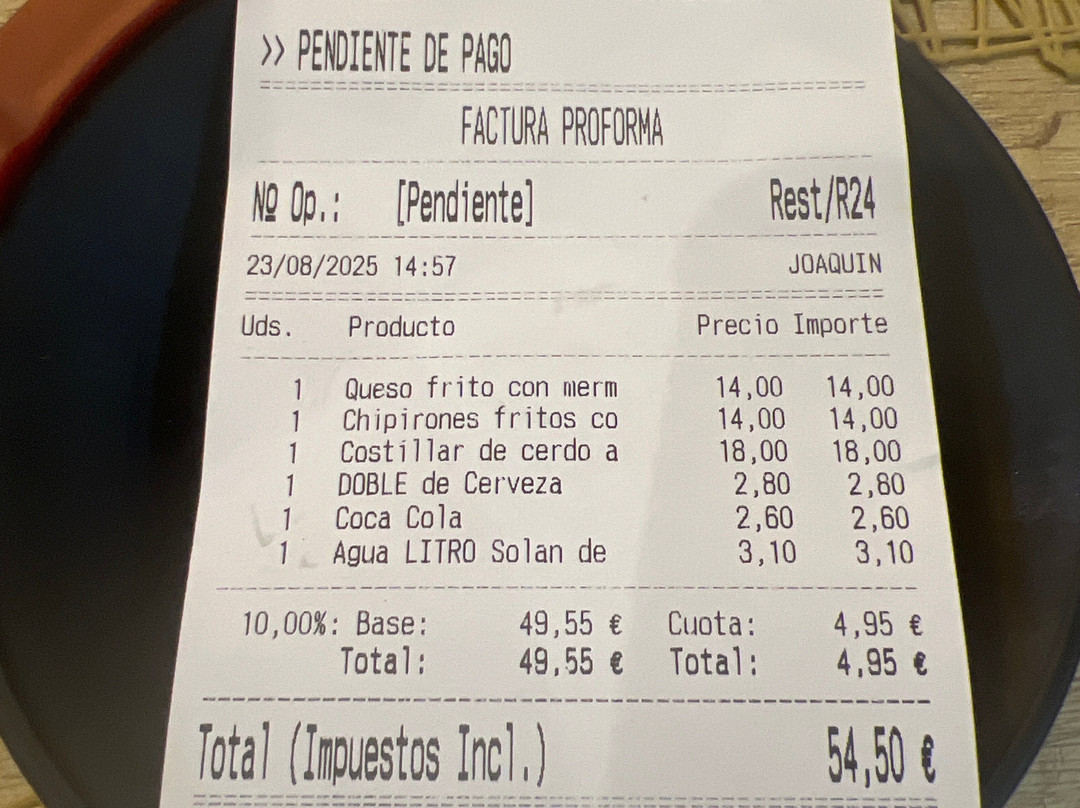 >> PENDIENTE DE PAGO
FACTURA PROFORMA
Nº Op.: [Pendiente] Rest/R24
23/08/2025 14:57 JOAQUIN
Uds. Producto Precio Importe
1 Queso frito con merm 14,00 14,00
1 Chipirones fritos co 14,00 14,00
1 Costillar de cerdo a 18,00 18,00
1 DOBLE de Cerveza 2,80 2,80
1 Coca Cola 2,60 2,60
1 Agua LITRO Solan de 3,10 3,10
10,00%: Base: 49,55 € Cuota: 4,95 €
Total: 49,55 € Total: 4,95 €
Total (Impuestos Incl.) 54,50 €